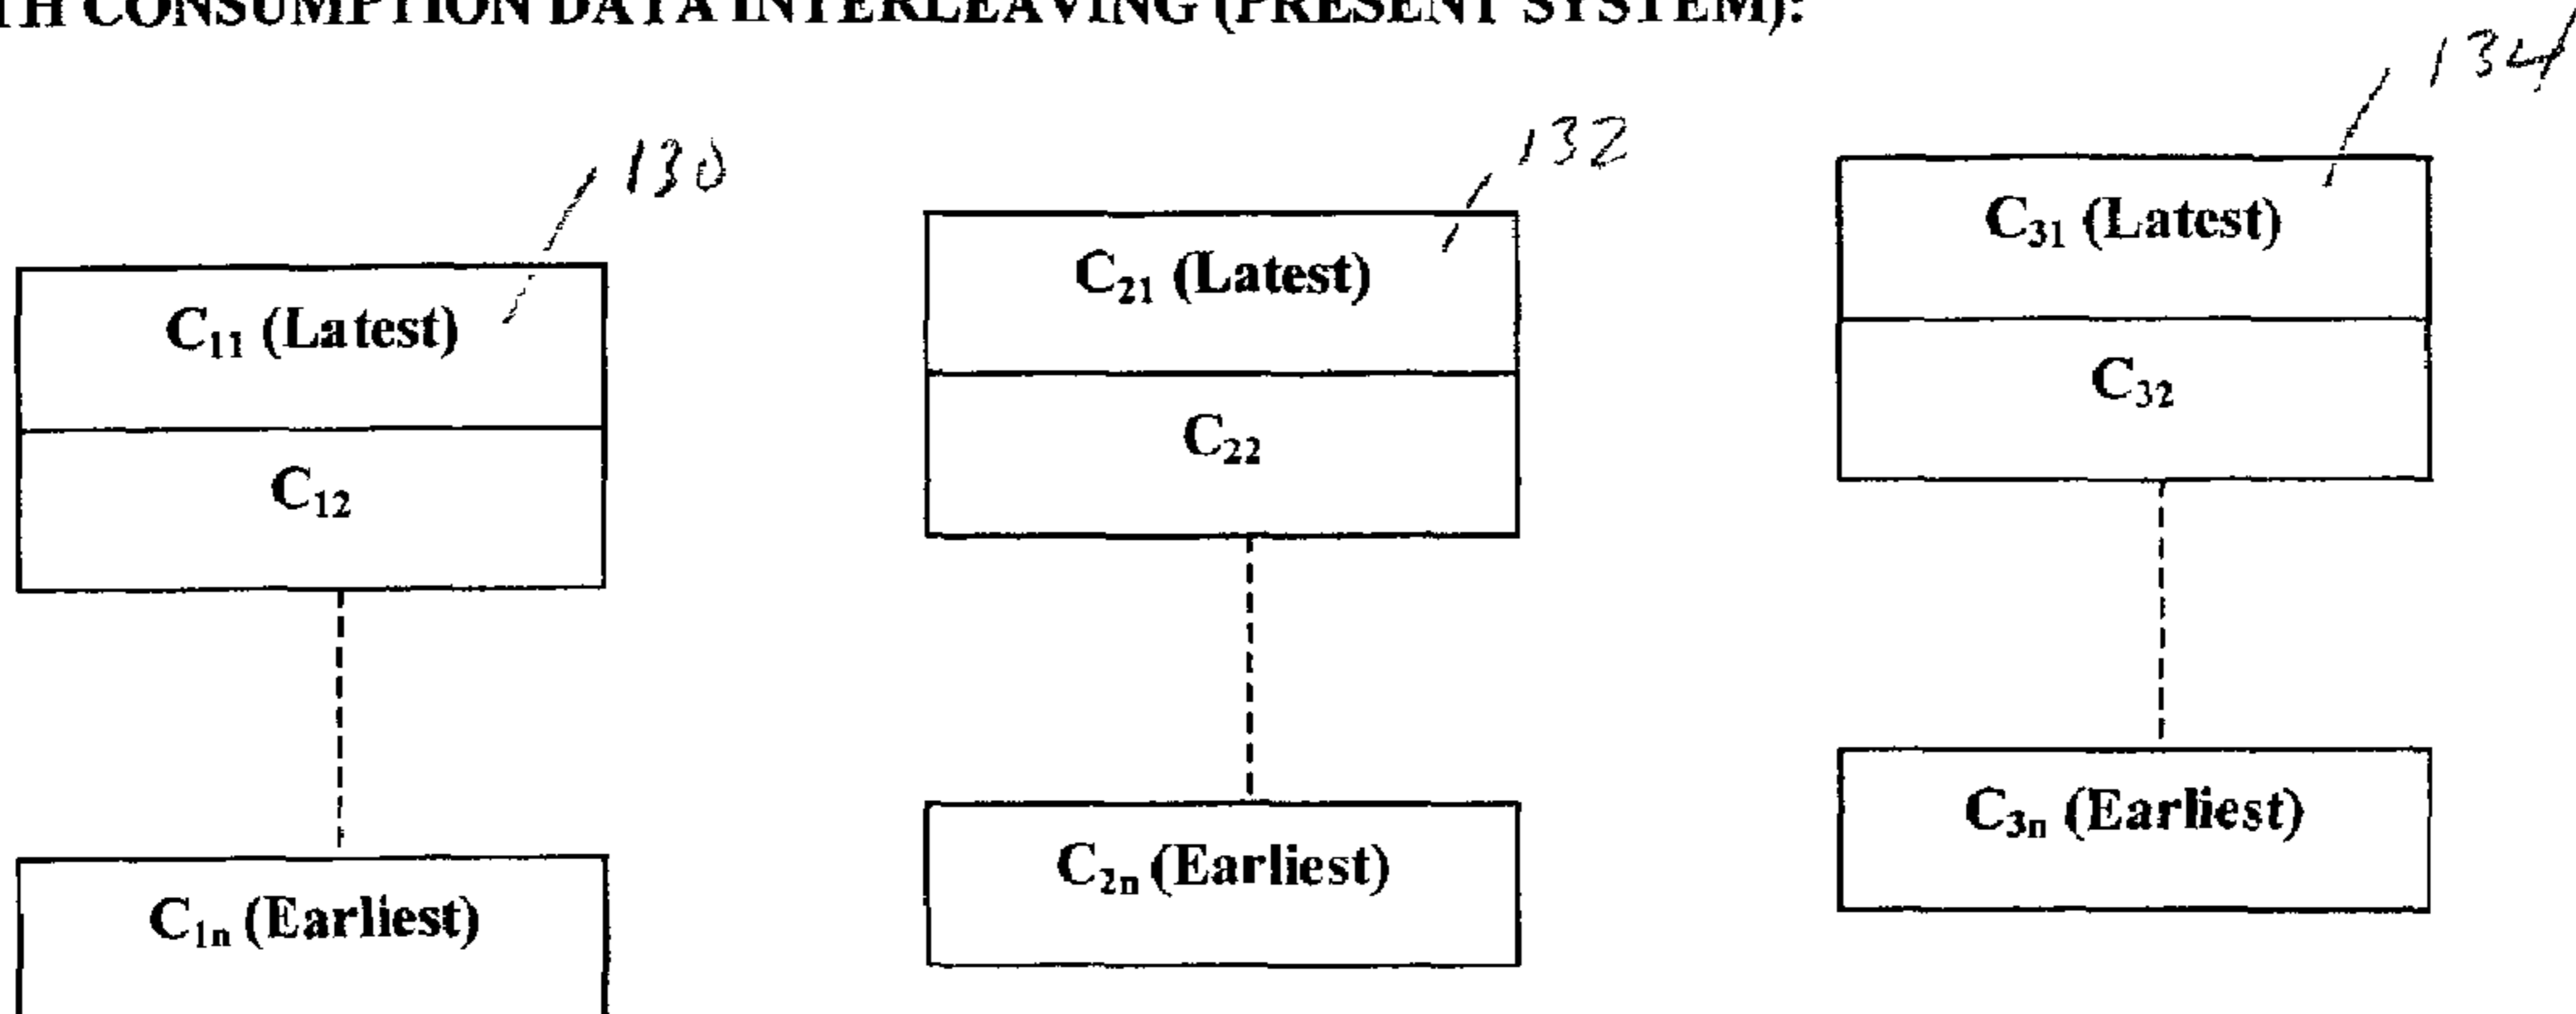 TH CONSUMPTION DATA INTERLEAVING (PRESENT SYSTEM):
130
132
134
C₁₁ (Latest)
C₁₂
C₁ₙ (Earliest)
C₂₁ (Latest)
C₂₂
C₂ₙ (Earliest)
C₃₁ (Latest)
C₃₂
C₃ₙ (Earliest)